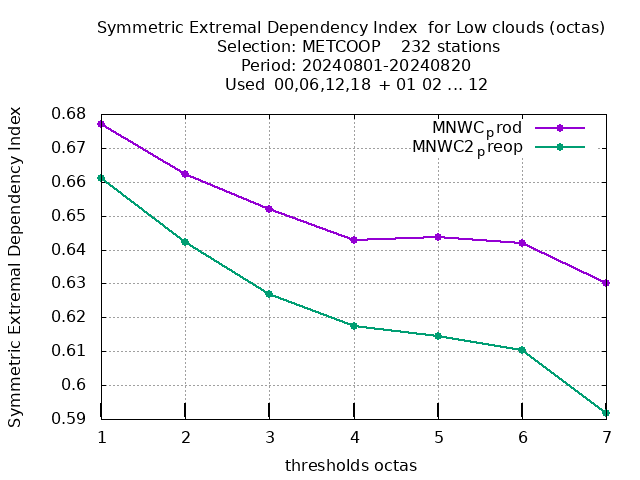 Symmetric Extremal Dependency Index  for Low clouds (octas)
Selection: METCOOP    232 stations
Period: 20240801-20240820
Used  00,06,12,18 + 01 02 ... 12
Symmetric Extremal Dependency Index
0.68
0.67
0.66
0.65
0.64
0.63
0.62
0.61
0.6
0.59
MNWCprod
MNWC2preop
1 2 3 4 5 6 7
thresholds octas